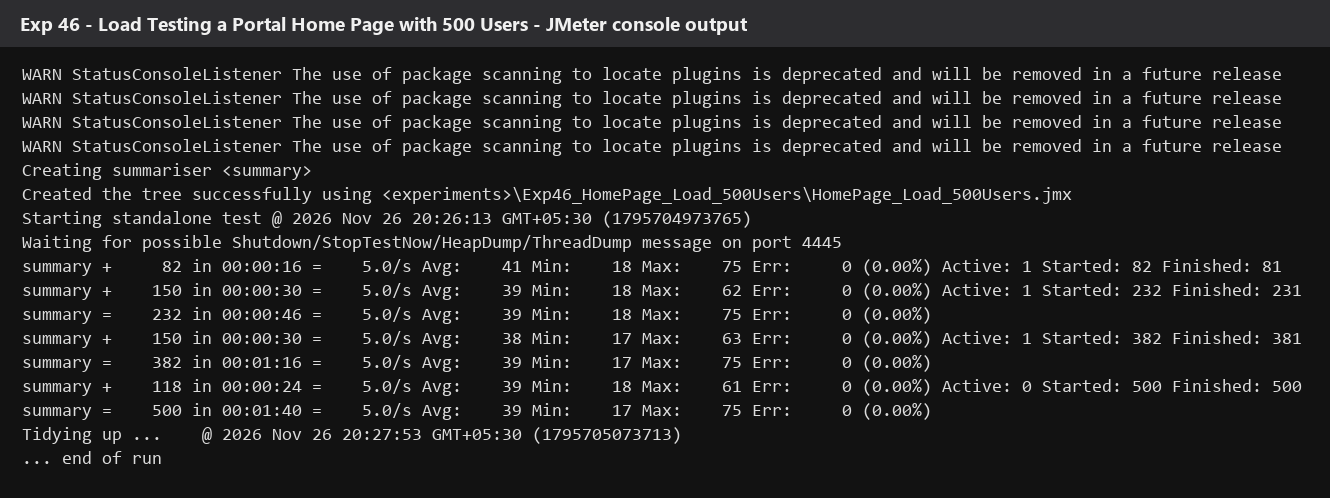 Exp 46 - Load Testing a Portal Home Page with 500 Users - JMeter console output
WARN StatusConsoleListener The use of package scanning to locate plugins is deprecated and will be removed in a future release
WARN StatusConsoleListener The use of package scanning to locate plugins is deprecated and will be removed in a future release
WARN StatusConsoleListener The use of package scanning to locate plugins is deprecated and will be removed in a future release
WARN StatusConsoleListener The use of package scanning to locate plugins is deprecated and will be removed in a future release
Creating summariser <summary>
Created the tree successfully using <experiments>\Exp46_HomePage_Load_500Users\HomePage_Load_500Users.jmx
Starting standalone test @ 2026 Nov 26 20:26:13 GMT+05:30 (1795704973765)
Waiting for possible Shutdown/StopTestNow/HeapDump/ThreadDump message on port 4445
summary +     82 in 00:00:16 =    5.0/s Avg:    41 Min:    18 Max:    75 Err:     0 (0.00%) Active: 1 Started: 82 Finished: 81
summary +    150 in 00:00:30 =    5.0/s Avg:    39 Min:    18 Max:    62 Err:     0 (0.00%) Active: 1 Started: 232 Finished: 231
summary =    232 in 00:00:46 =    5.0/s Avg:    39 Min:    18 Max:    75 Err:     0 (0.00%)
summary +    150 in 00:00:30 =    5.0/s Avg:    38 Min:    17 Max:    63 Err:     0 (0.00%) Active: 1 Started: 382 Finished: 381
summary =    382 in 00:01:16 =    5.0/s Avg:    39 Min:    17 Max:    75 Err:     0 (0.00%)
summary +    118 in 00:00:24 =    5.0/s Avg:    39 Min:    18 Max:    61 Err:     0 (0.00%) Active: 0 Started: 500 Finished: 500
summary =    500 in 00:01:40 =    5.0/s Avg:    39 Min:    17 Max:    75 Err:     0 (0.00%)
Tidying up ...    @ 2026 Nov 26 20:27:53 GMT+05:30 (1795705073713)
... end of run